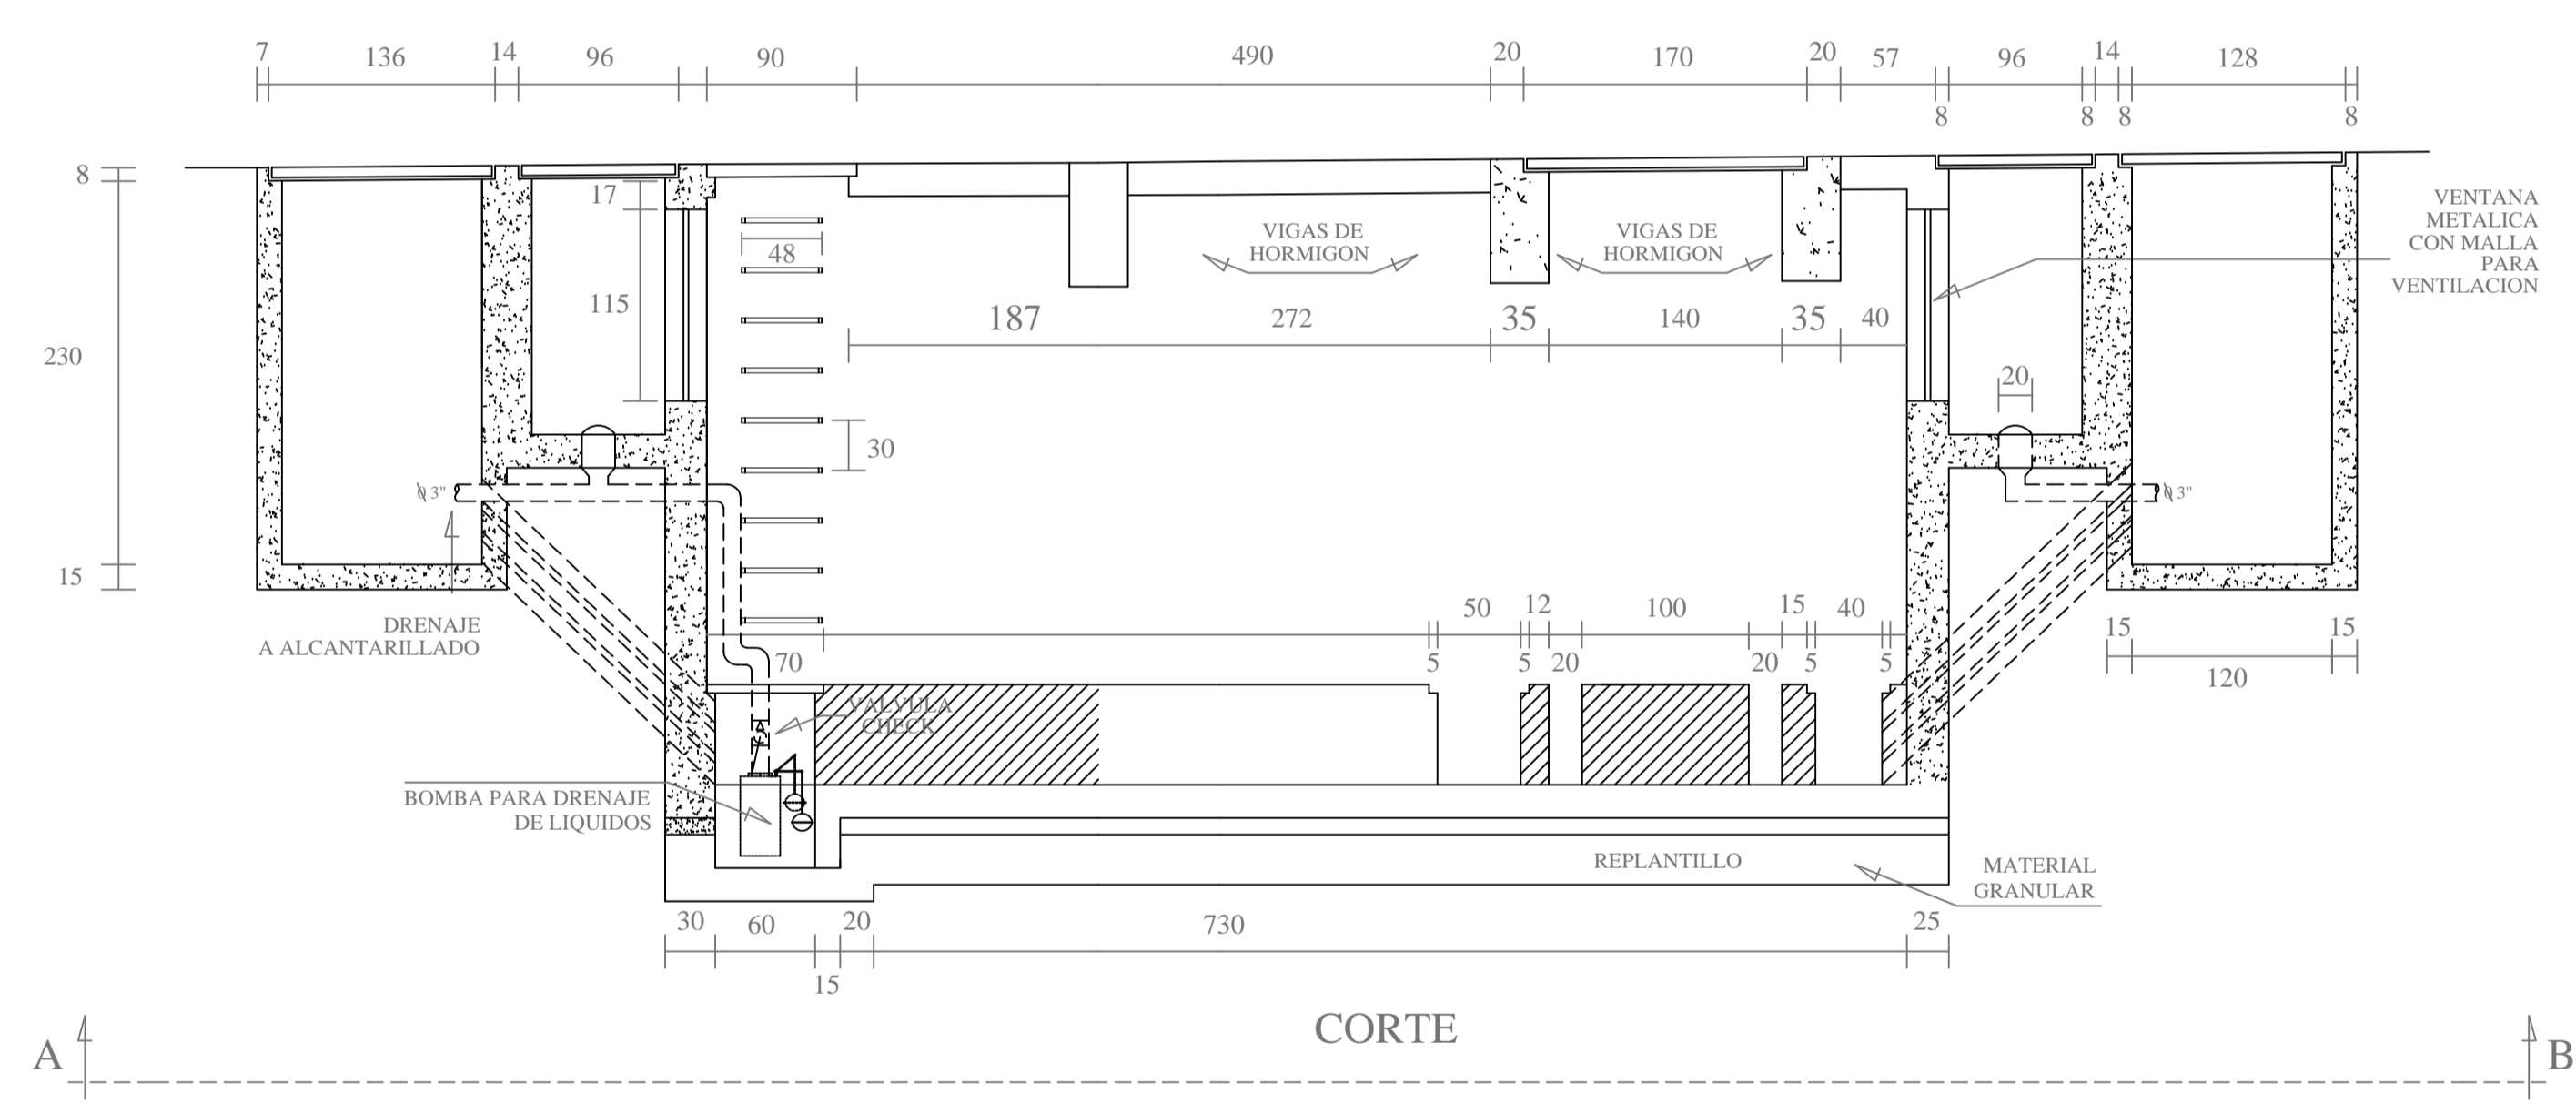 7 136 14 96 90 490 20 170 20 57 96 14 128
8 8 8 8
8
17
VENTANA
METALICA
CON MALLA
PARA
VENTILACION
VIGAS DE
HORMIGON
VIGAS DE
HORMIGON
48
115
187 272 35 140 35 40
230
20
30
φ 3"
φ 3"
15
50 12 100 15 40
DRENAJE
A ALCANTARILLADO
15 15
70 5 5 20 20 5 5
120
VALVULA
CHECK
BOMBA PARA DRENAJE
DE LIQUIDOS
REPLANTILLO
MATERIAL
GRANULAR
30 60 20 730 25
15
CORTE
A B